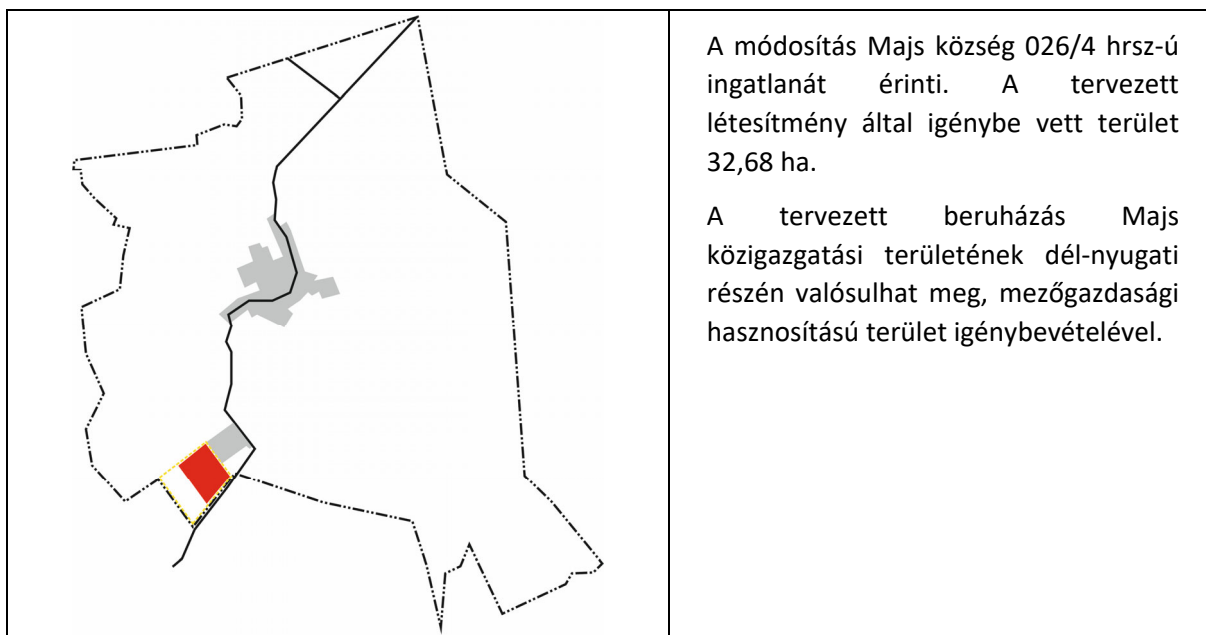 A módosítás Majs község 026/4 hrsz-ú
ingatlanát érinti. A tervezett
létesítmény által igénybe vett terület
32,68 ha.
A tervezett beruházás Majs
közigazgatási területének dél-nyugati
részén valósulhat meg, mezőgazdasági
hasznosítású terület igénybevételével.